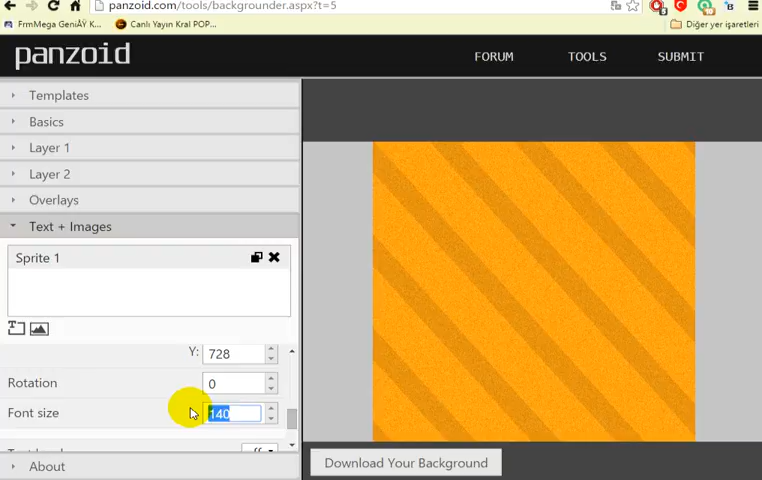 panzoid.com/tools/backgrounder.aspx?t=5
FrmMega GeniÅŸ K...
Canlı Yayın Kral POP...
Diğer yer işaretleri
panzoid
FORUM
TOOLS
SUBMIT
Templates
Basics
Layer 1
Layer 2
Overlays
Text + Images
Sprite 1
Y: 728
Rotation 0
Font size 140
About
Download Your Background